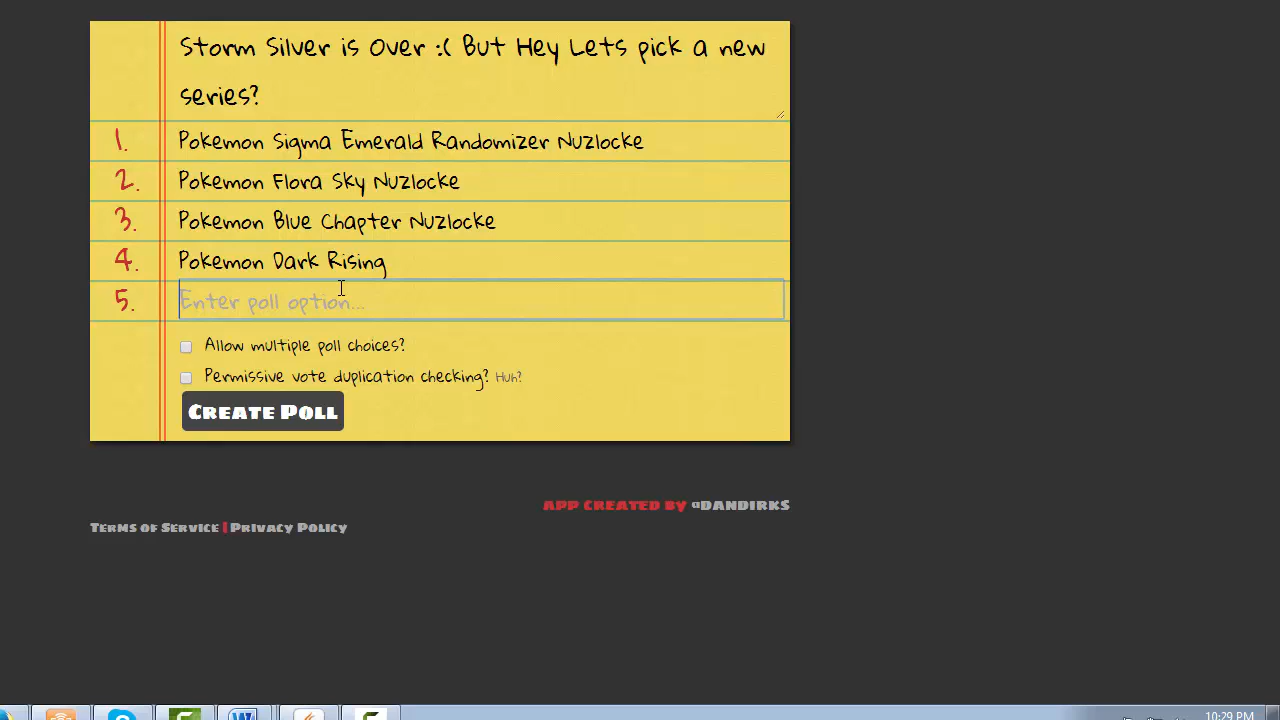 Storm Silver is Over :( But Hey Lets pick a new
series?
1. Pokemon Sigma Emerald Randomizer Nuzlocke
2. Pokemon Flora Sky Nuzlocke
3. Pokemon Blue Chapter Nuzlocke
4. Pokemon Dark Rising
5. Enter poll option...
Allow multiple poll choices?
Permissive vote duplication checking? Huh?
Create Poll
App created by @dandirks
Terms of Service | Privacy Policy
10:29 PM